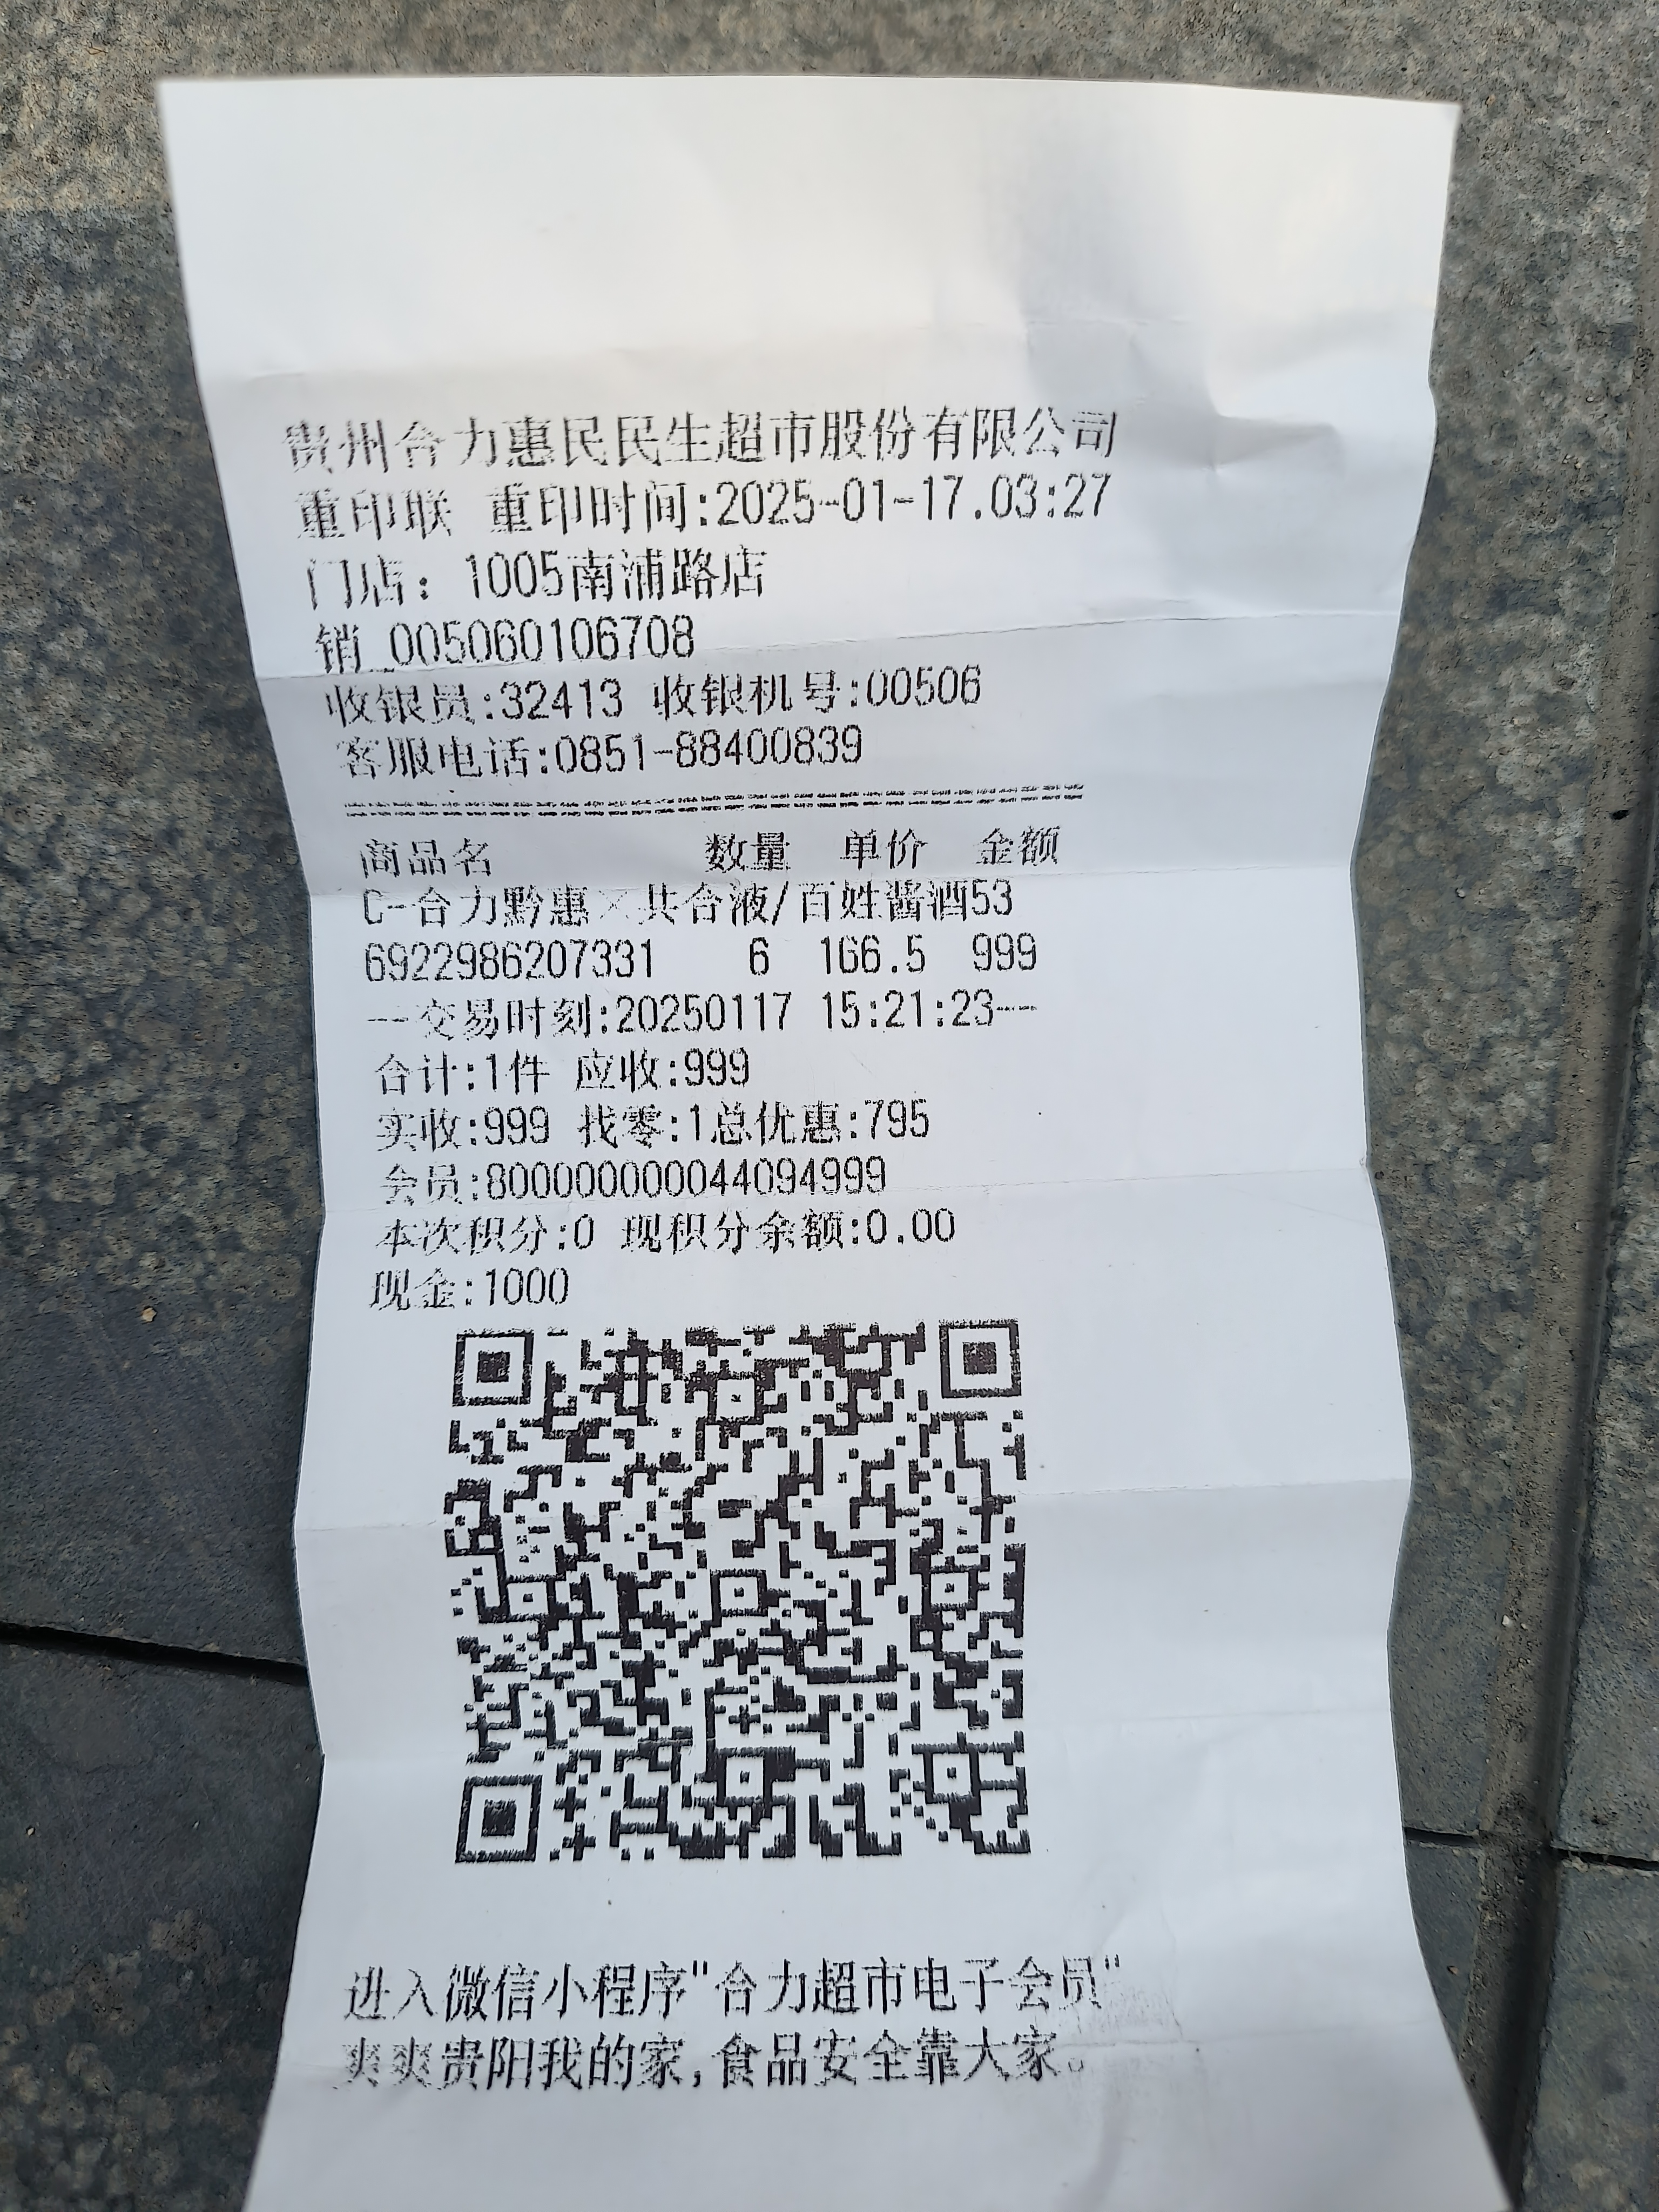 贵州合力惠民民生超市股份有限公司
重印联 重印时间:2025-01-17.03:27
门店: 1005南浦路店
销_005060106708
收银员:32413 收银机号:00506
客服电话:0851-88400839
商品名 数量 单价 金额
C-合力黔惠×共合液/百姓酱酒53
6922986207331 6 166.5 999
--交易时刻:20250117 15:21:23--
合计:1件 应收:999
实收:999 找零:1总优惠:795
会员:800000000044094999
本次积分:0 现积分余额:0.00
现金:1000
进入微信小程序"合力超市电子会员"
爽爽贵阳我的家,食品安全靠大家。